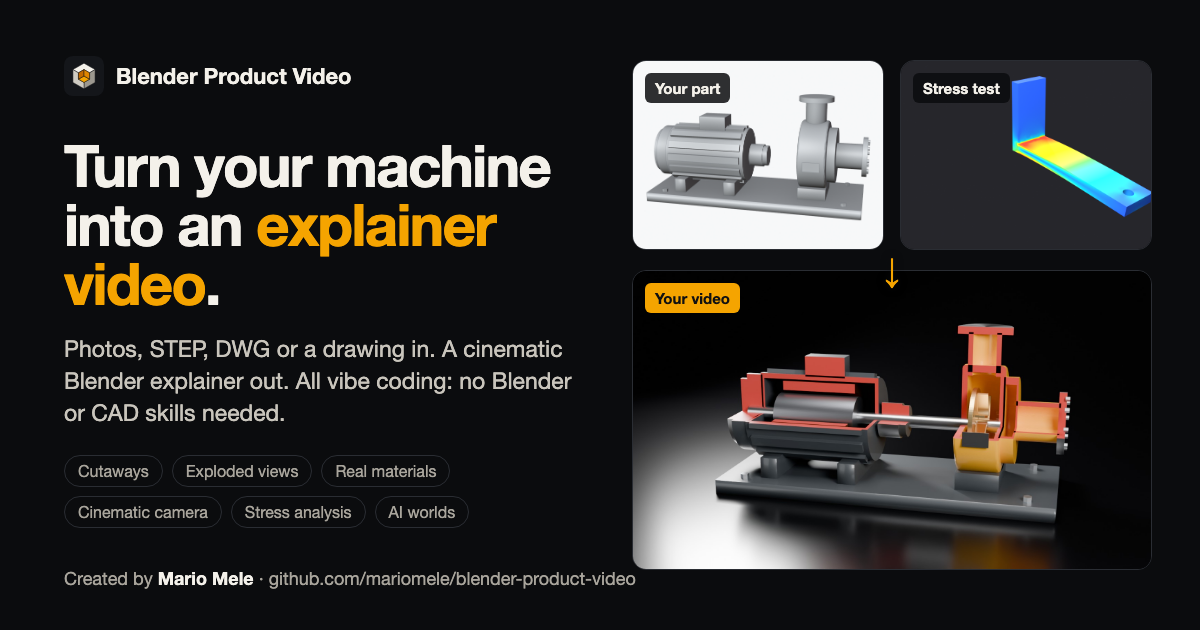 Blender Product Video
Turn your machine
into an explainer
video.
Photos, STEP, DWG or a drawing in. A cinematic
Blender explainer out. All vibe coding: no Blender
or CAD skills needed.
Cutaways
Exploded views
Real materials
Cinematic camera
Stress analysis
AI worlds
Created by Mario Mele · github.com/mariomele/blender-product-video
Your part
Stress test
Your video